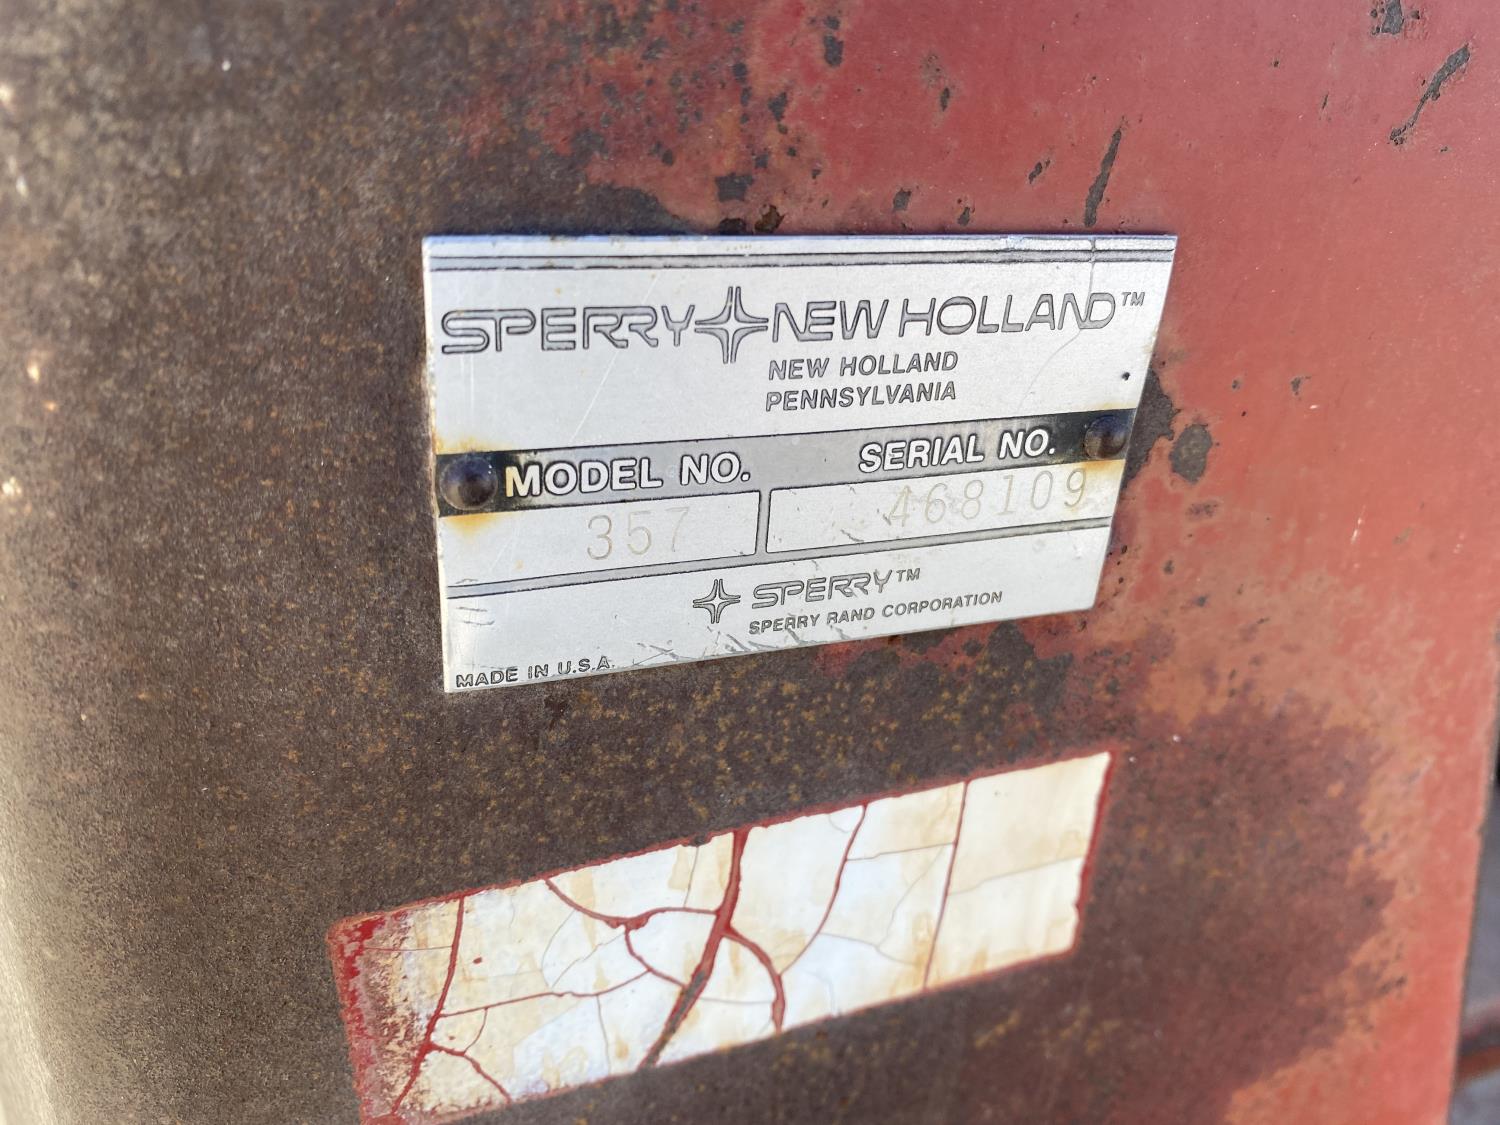 SPERRY NEW HOLLAND™
NEW HOLLAND
PENNSYLVANIA
MODEL NO. SERIAL NO.
357 468109
SPERRY™
SPERRY RAND CORPORATION
MADE IN U.S.A.